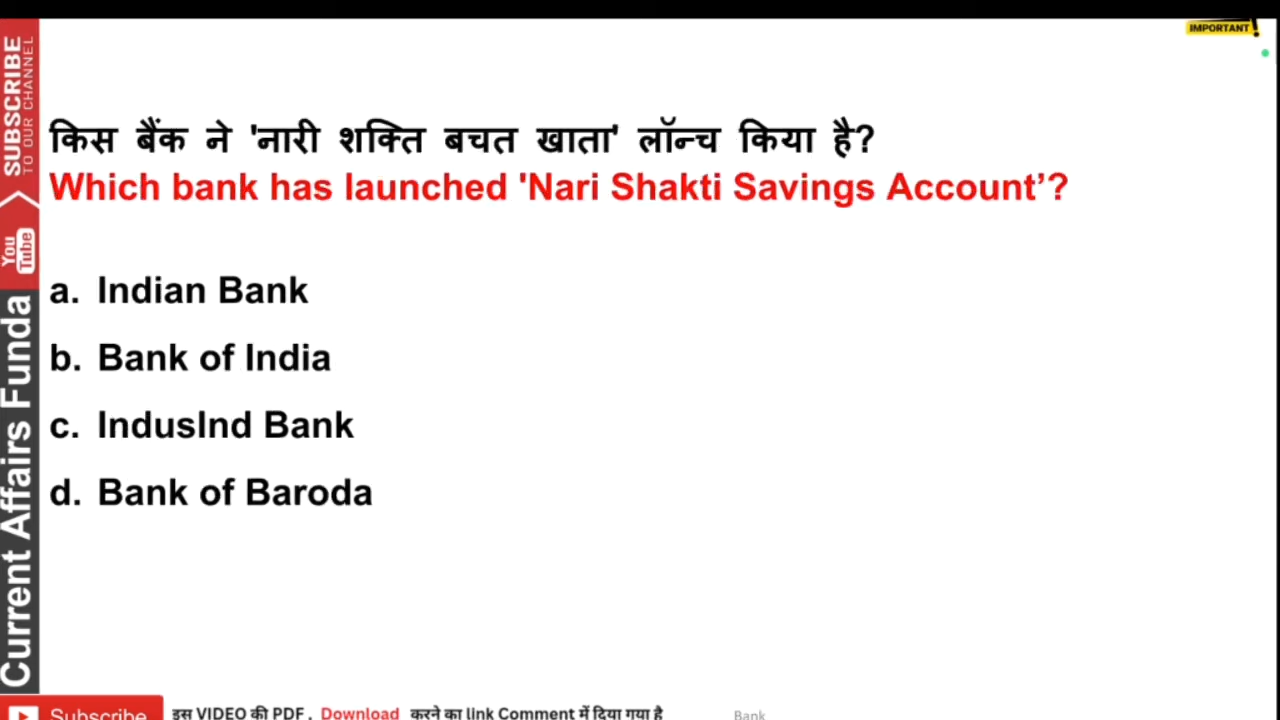 IMPORTANT!
किस बैंक ने 'नारी शक्ति बचत खाता' लॉन्च किया है?
Which bank has launched 'Nari Shakti Savings Account’?
a. Indian Bank
b. Bank of India
c. IndusInd Bank
d. Bank of Baroda
SUBSCRIBE
TO OUR CHANNEL
You Tube
Current Affairs Funda
Subscribe
इस VIDEO की PDF , Download करने का link Comment में दिया गया है
Bank